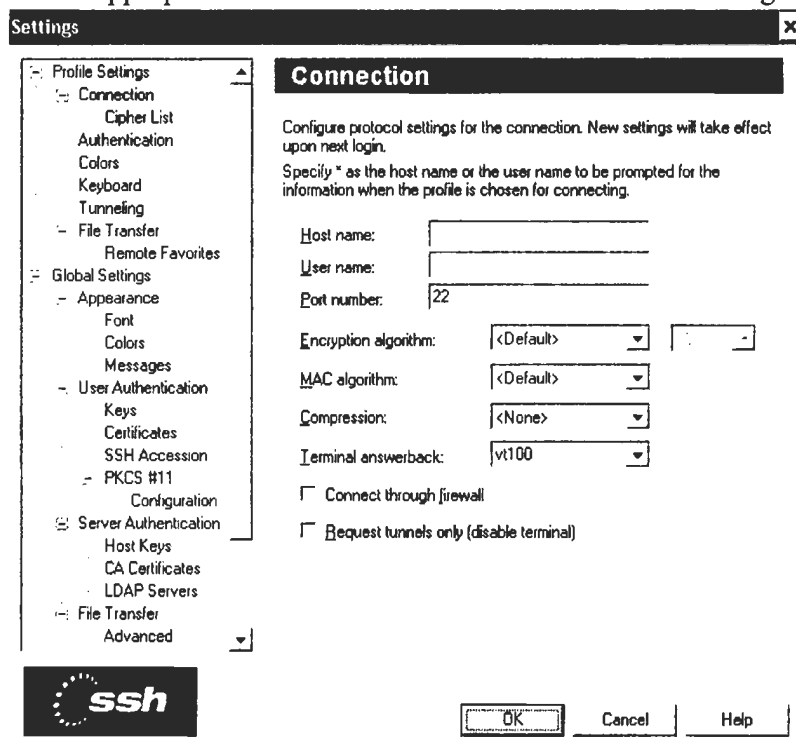 Settings
Profile Settings
Connection
Cipher List
Authentication
Colors
Keyboard
Tunneling
File Transfer
Remote Favorites
Global Settings
Appearance
Font
Colors
Messages
User Authentication
Keys
Certificates
SSH Accession
PKCS #11
Configuration
Server Authentication
Host Keys
CA Certificates
LDAP Servers
File Transfer
Advanced
ssh
Connection
Configure protocol settings for the connection. New settings will take effect
upon next login.
Specify * as the host name or the user name to be prompted for the
information when the profile is chosen for connecting.
Host name:
User name:
Port number: 22
Encryption algorithm: <Default>
MAC algorithm: <Default>
Compression: <None>
Terminal answerback: vt100
Connect through firewall
Request tunnels only (disable terminal)
OK Cancel Help